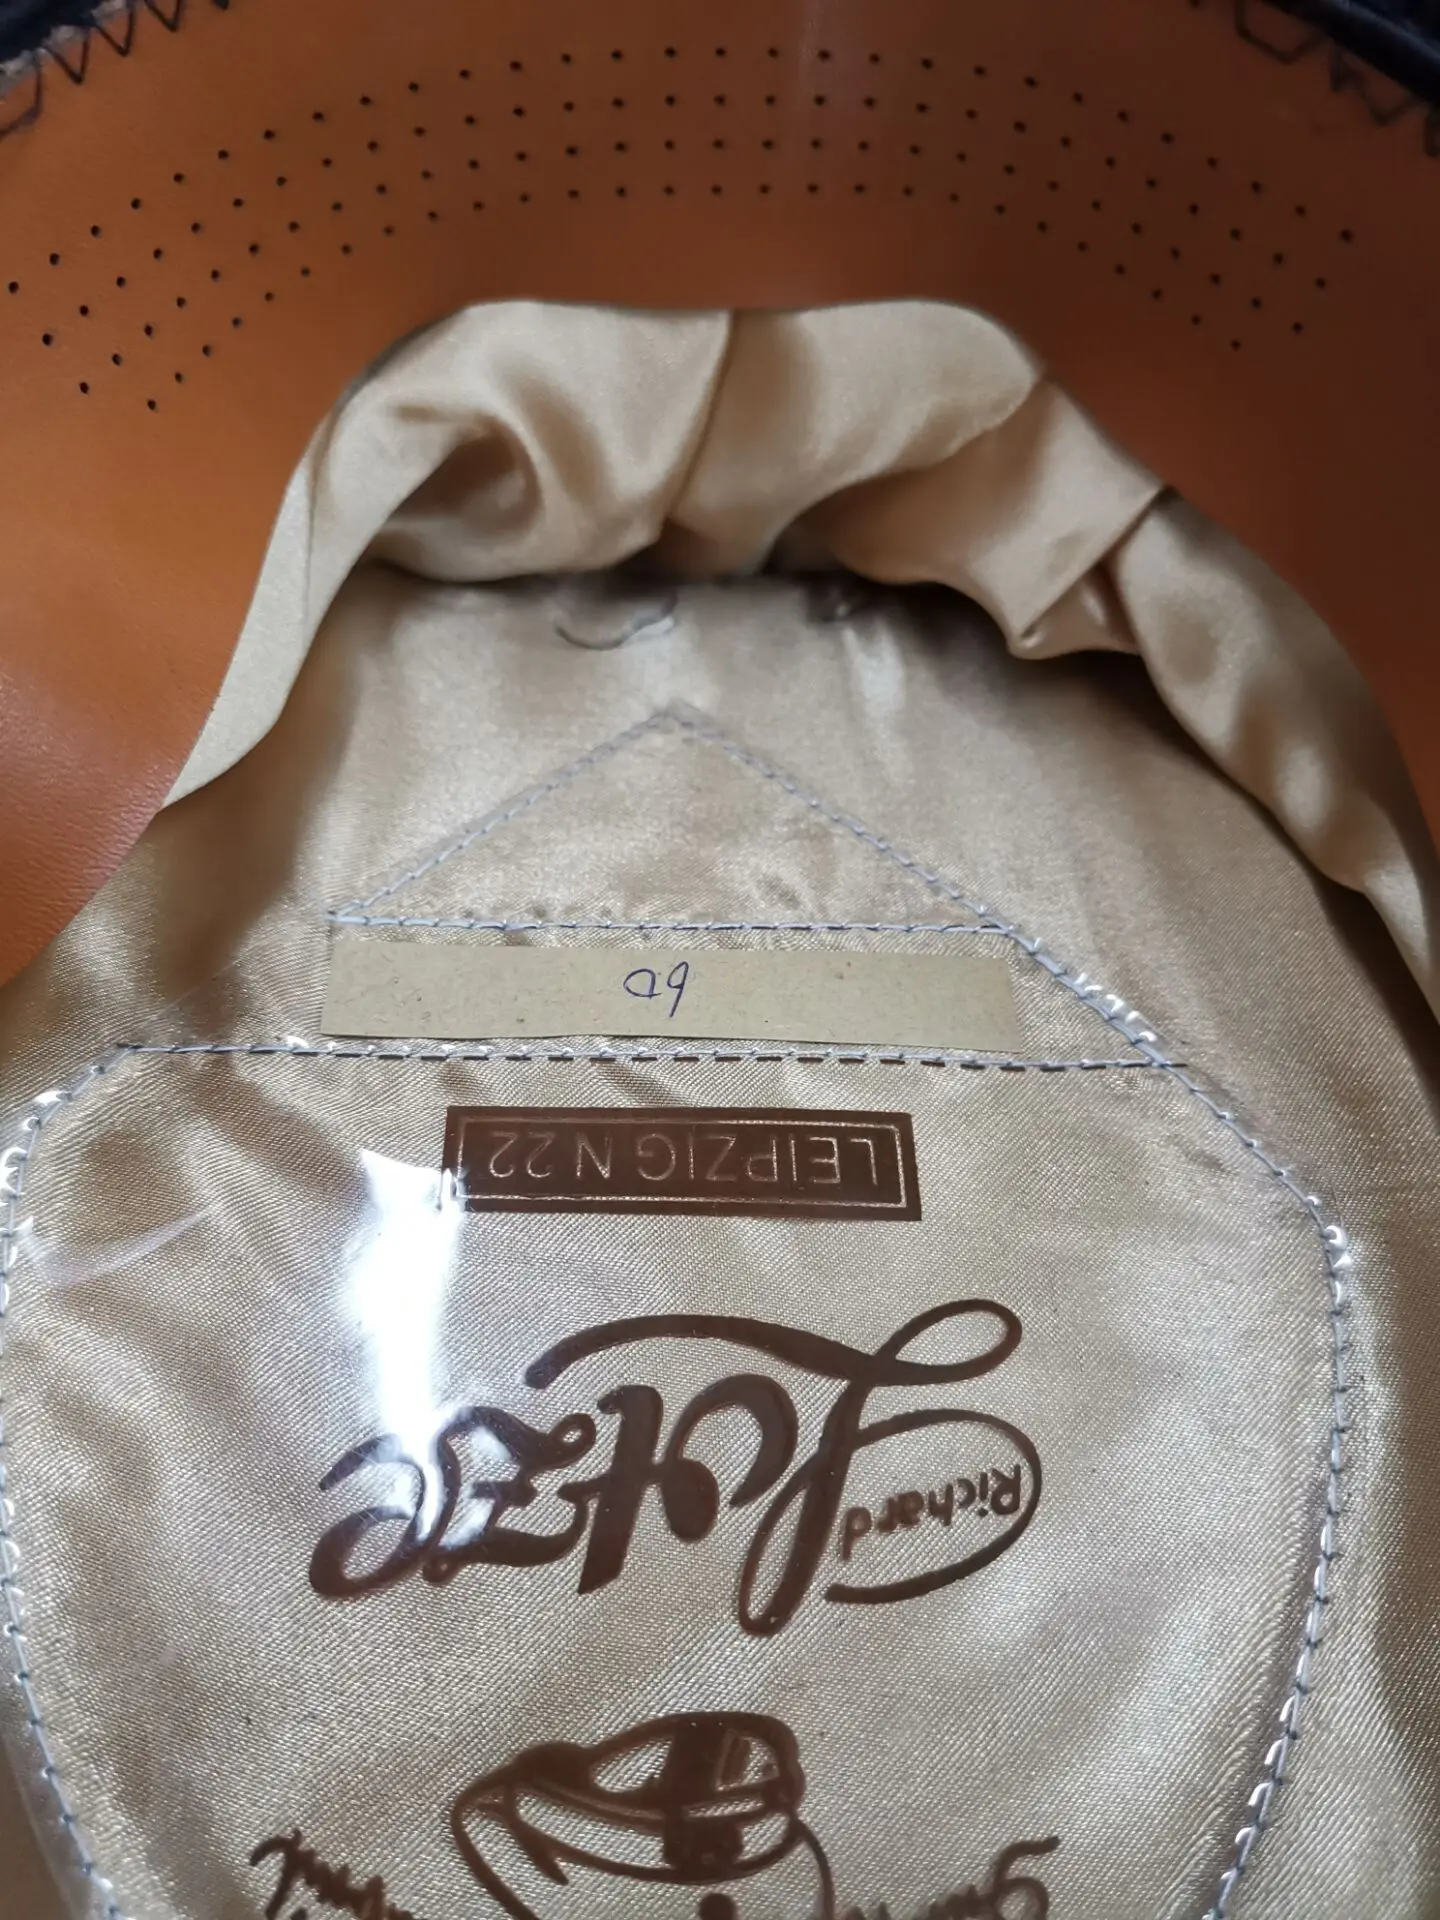 Richard
Lotze
LEIPZIG N 22
60